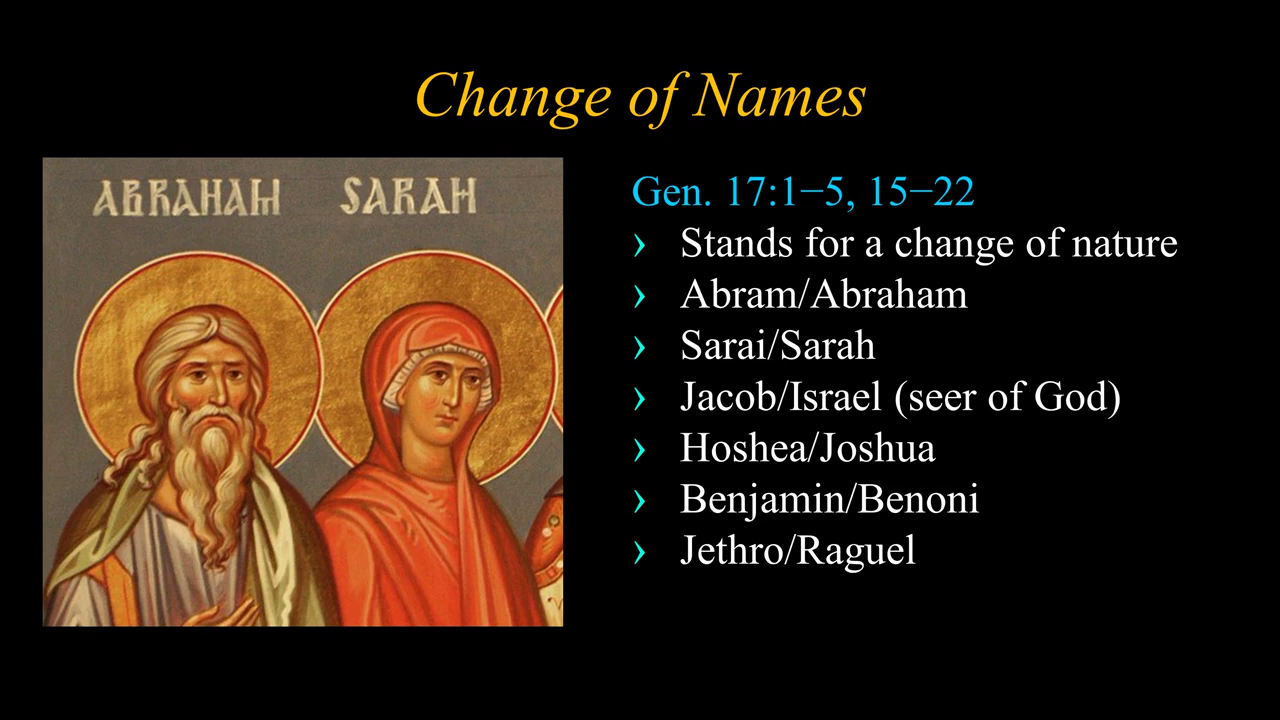 Change of Names
ABRAHAM SARAH
Gen. 17:1−5, 15−22
› Stands for a change of nature
› Abram/Abraham
› Sarai/Sarah
› Jacob/Israel (seer of God)
› Hoshea/Joshua
› Benjamin/Benoni
› Jethro/Raguel